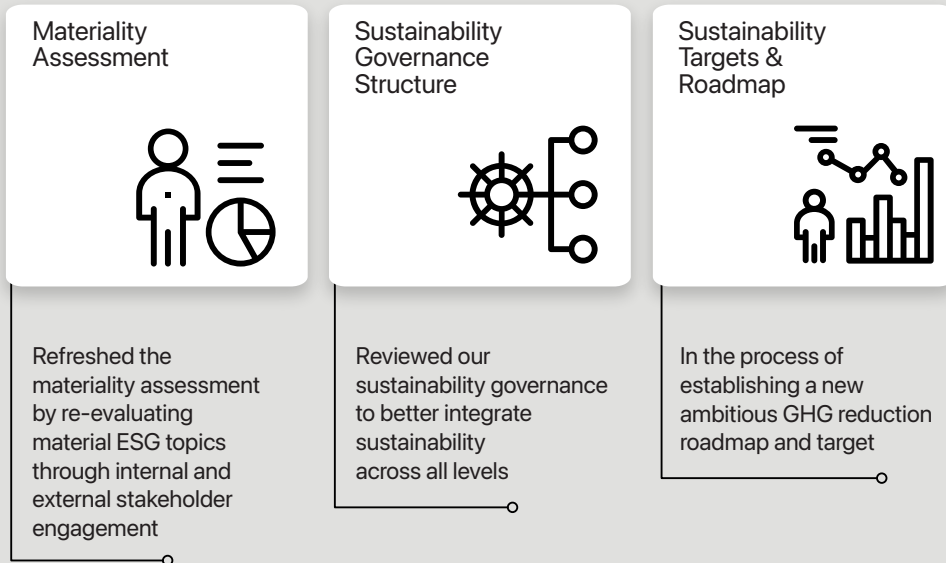 Materiality
Assessment
Sustainability
Governance
Structure
Sustainability
Targets &
Roadmap
Refreshed the
materiality assessment
by re-evaluating
material ESG topics
through internal and
external stakeholder
engagement
Reviewed our
sustainability governance
to better integrate
sustainability
across all levels
In the process of
establishing a new
ambitious GHG reduction
roadmap and target